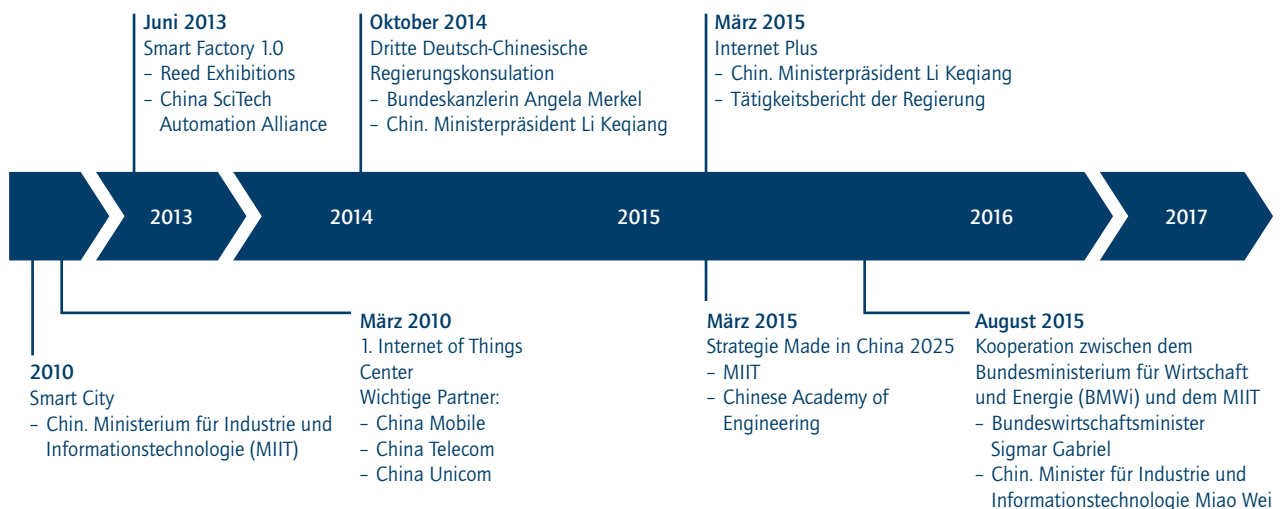 Juni 2013
Smart Factory 1.0
– Reed Exhibitions
– China SciTech
Automation Alliance
Oktober 2014
Dritte Deutsch-Chinesische
Regierungskonsulation
– Bundeskanzlerin Angela Merkel
– Chin. Ministerpräsident Li Keqiang
März 2015
Internet Plus
– Chin. Ministerpräsident Li Keqiang
– Tätigkeitsbericht der Regierung
2013
2014
2015
2016
2017
2010
Smart City
– Chin. Ministerium für Industrie und
Informationstechnologie (MIIT)
März 2010
1. Internet of Things
Center
Wichtige Partner:
– China Mobile
– China Telecom
– China Unicom
März 2015
Strategie Made in China 2025
– MIIT
– Chinese Academy of
Engineering
August 2015
Kooperation zwischen dem
Bundesministerium für Wirtschaft
und Energie (BMWi) und dem MIIT
– Bundeswirtschaftsminister
Sigmar Gabriel
– Chin. Minister für Industrie und
Informationstechnologie Miao Wei